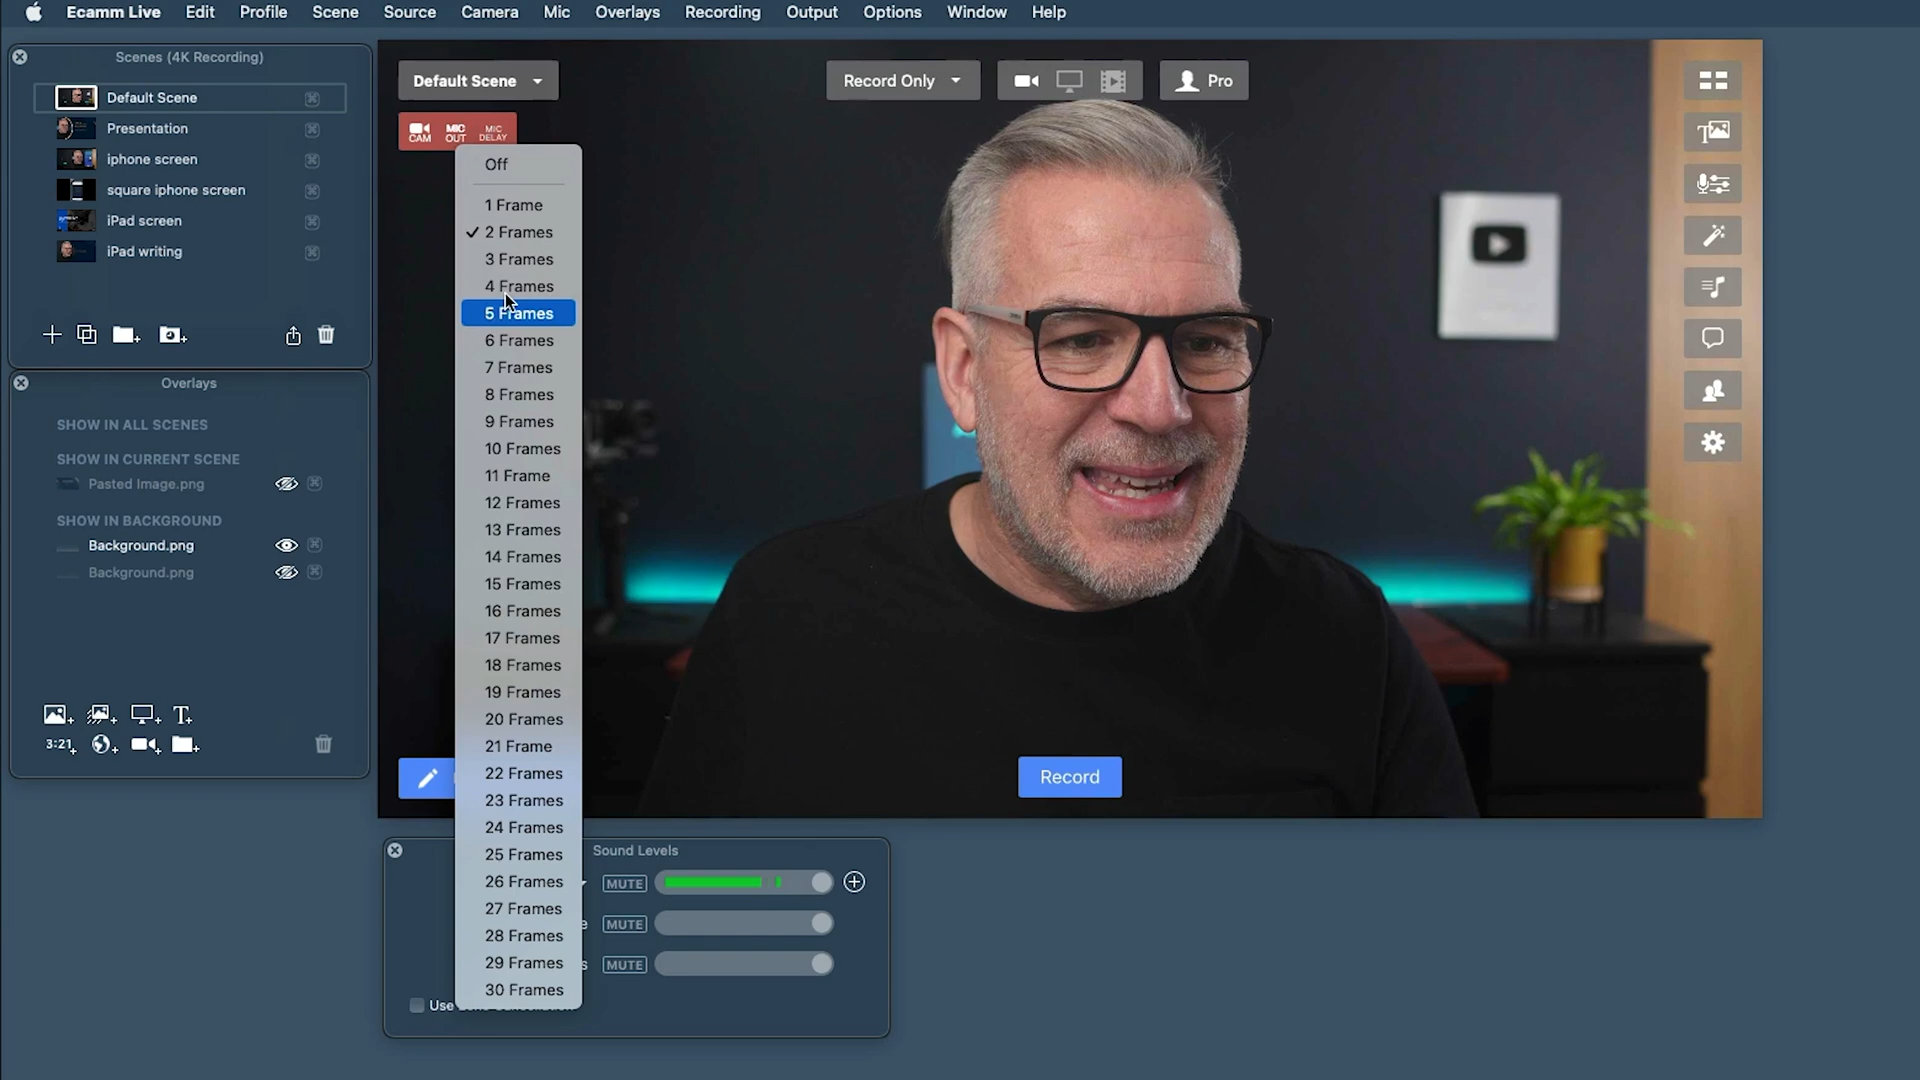 Ecamm Live Edit Profile Scene Source Camera Mic Overlays Recording Output Options Window Help
Scenes (4K Recording)
Default Scene
Presentation
iphone screen
square iphone screen
iPad screen
iPad writing
Overlays
SHOW IN ALL SCENES
SHOW IN CURRENT SCENE
Pasted Image.png
SHOW IN BACKGROUND
Background.png
Background.png
3:21
Default Scene
Record Only
Pro
CAM
MIC OUT
MIC DELAY
Off
1 Frame
2 Frames
3 Frames
4 Frames
5 Frames
6 Frames
7 Frames
8 Frames
9 Frames
10 Frames
11 Frame
12 Frames
13 Frames
14 Frames
15 Frames
16 Frames
17 Frames
18 Frames
19 Frames
20 Frames
21 Frame
22 Frames
23 Frames
24 Frames
25 Frames
26 Frames
27 Frames
28 Frames
29 Frames
30 Frames
Record
Sound Levels
MUTE
MUTE
MUTE
Use